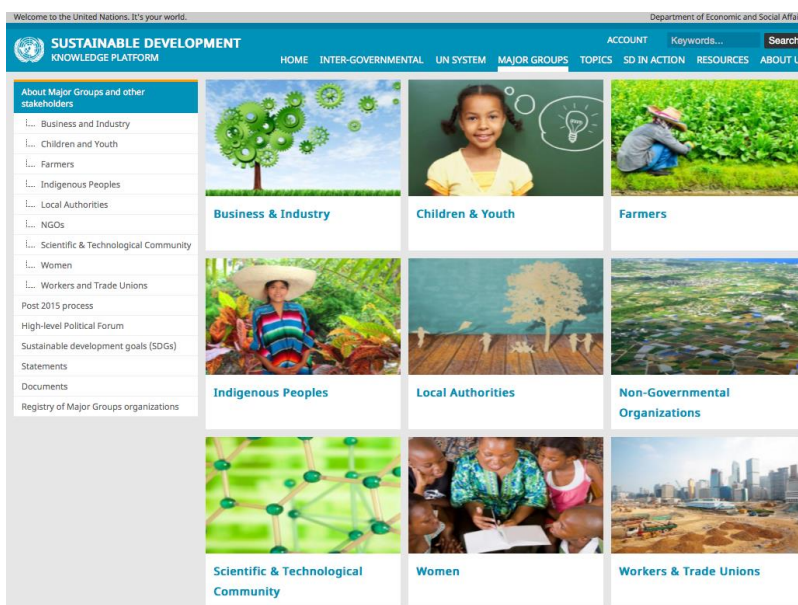 Welcome to the United Nations. It's your world.
Department of Economic and Social Affai
SUSTAINABLE DEVELOPMENT
KNOWLEDGE PLATFORM
ACCOUNT
Keywords...
Search
HOME INTER-GOVERNMENTAL UN SYSTEM MAJOR GROUPS TOPICS SD IN ACTION RESOURCES ABOUT U
About Major Groups and other
stakeholders
Business and Industry
Children and Youth
Farmers
Indigenous Peoples
Local Authorities
NGOs
Scientific & Technological Community
Women
Workers and Trade Unions
Post 2015 process
High-level Political Forum
Sustainable development goals (SDGs)
Statements
Documents
Registry of Major Groups organizations
Business & Industry
Children & Youth
Farmers
Indigenous Peoples
Local Authorities
Non-Governmental
Organizations
Scientific & Technological
Community
Women
Workers & Trade Unions